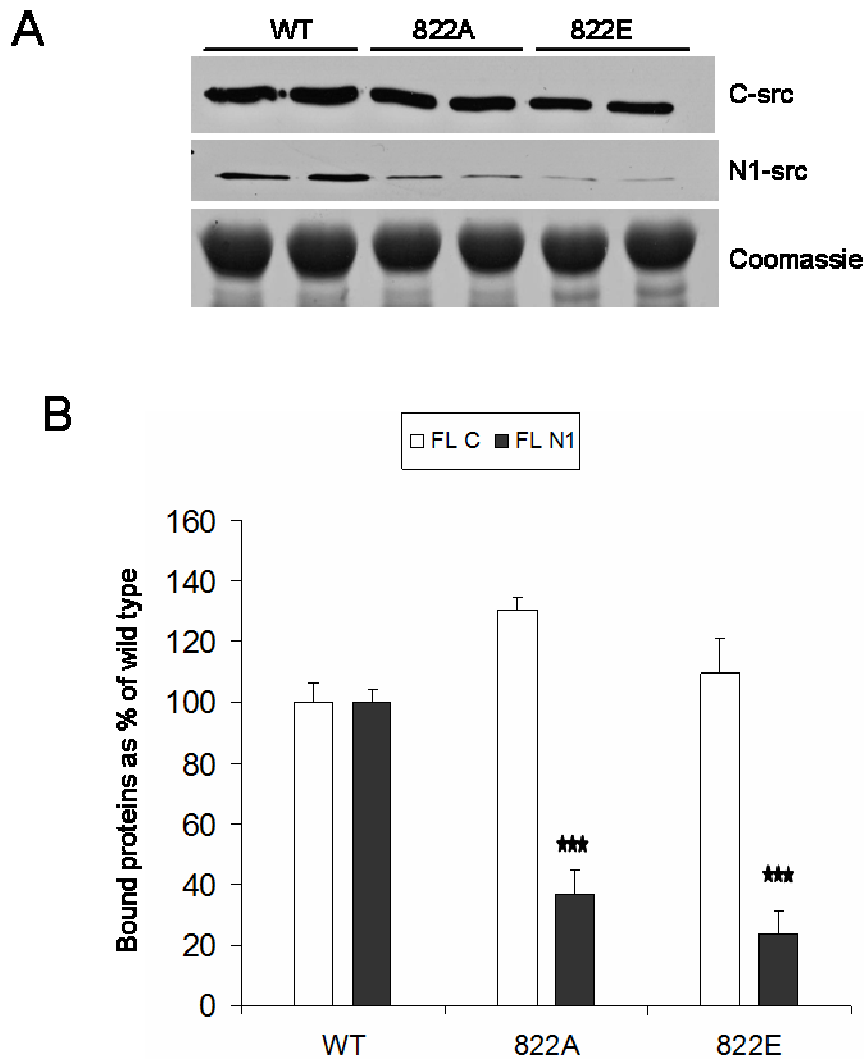 A
WT 822A 822E
C-src
N1-src
Coomassie
B
FL C FL N1
Bound proteins as % of wild type
160
140
120
100
80
60
40
20
0
***
***
WT 822A 822E